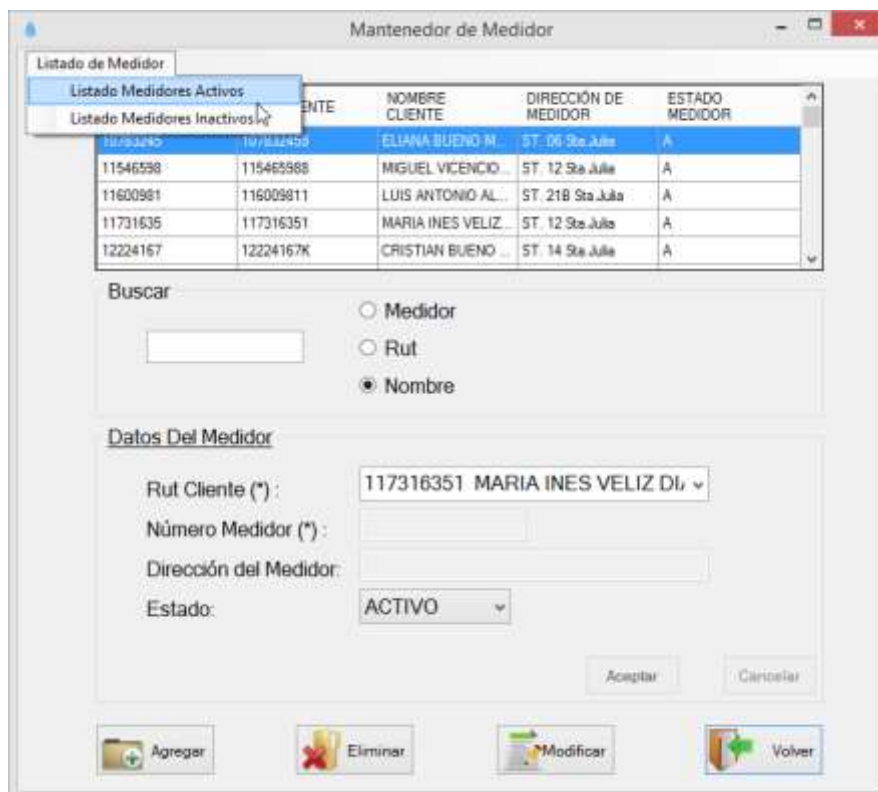 Mantenedor de Medidor
Listado de Medidor
Listado Medidores Activos
Listado Medidores Inactivos
NOMBRE CLIENTE DIRECCIÓN DE MEDIDOR ESTADO MEDIDOR
10783245 107832458 ELIANA BUENO M... ST. 06 Sta.Julia A
11546598 115465988 MIGUEL VICENCIO... ST. 12 Sta.Julia A
11600981 116009811 LUIS ANTONIO AL... ST. 21B Sta.Julia A
11731635 117316351 MARIA INES VELIZ... ST. 12 Sta.Julia A
12224167 12224167K CRISTIAN BUENO ... ST. 14 Sta.Julia A
Buscar
Medidor
Rut
Nombre
Datos Del Medidor
Rut Cliente (*) : 117316351 MARIA INES VELIZ
Número Medidor (*) :
Dirección del Medidor:
Estado: ACTIVO
Aceptar Cancelar
Agregar Eliminar Modificar Volver